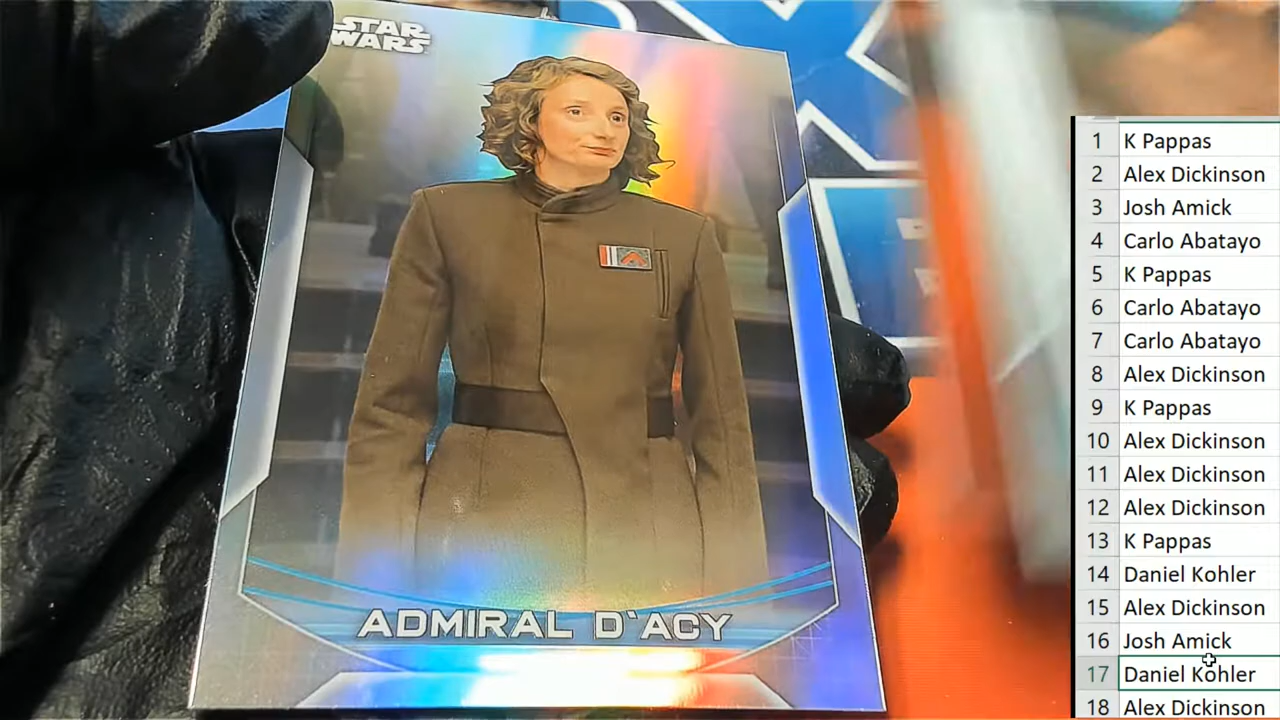 STAR
WARS
ADMIRAL D'ACY
1 K Pappas
2 Alex Dickinson
3 Josh Amick
4 Carlo Abatayo
5 K Pappas
6 Carlo Abatayo
7 Carlo Abatayo
8 Alex Dickinson
9 K Pappas
10 Alex Dickinson
11 Alex Dickinson
12 Alex Dickinson
13 K Pappas
14 Daniel Kohler
15 Alex Dickinson
16 Josh Amick
17 Daniel Kohler
18 Alex Dickinson